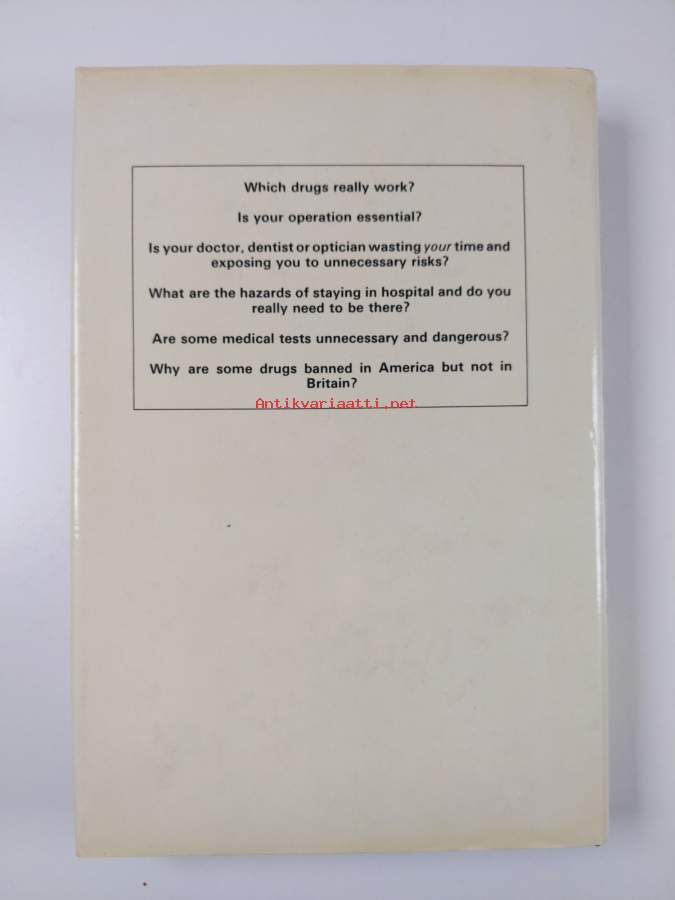 Which drugs really work?
Is your operation essential?
Is your doctor, dentist or optician wasting your time and
exposing you to unnecessary risks?
What are the hazards of staying in hospital and do you
really need to be there?
Are some medical tests unnecessary and dangerous?
Why are some drugs banned in America but not in
Britain?
Antikvariaatti.net